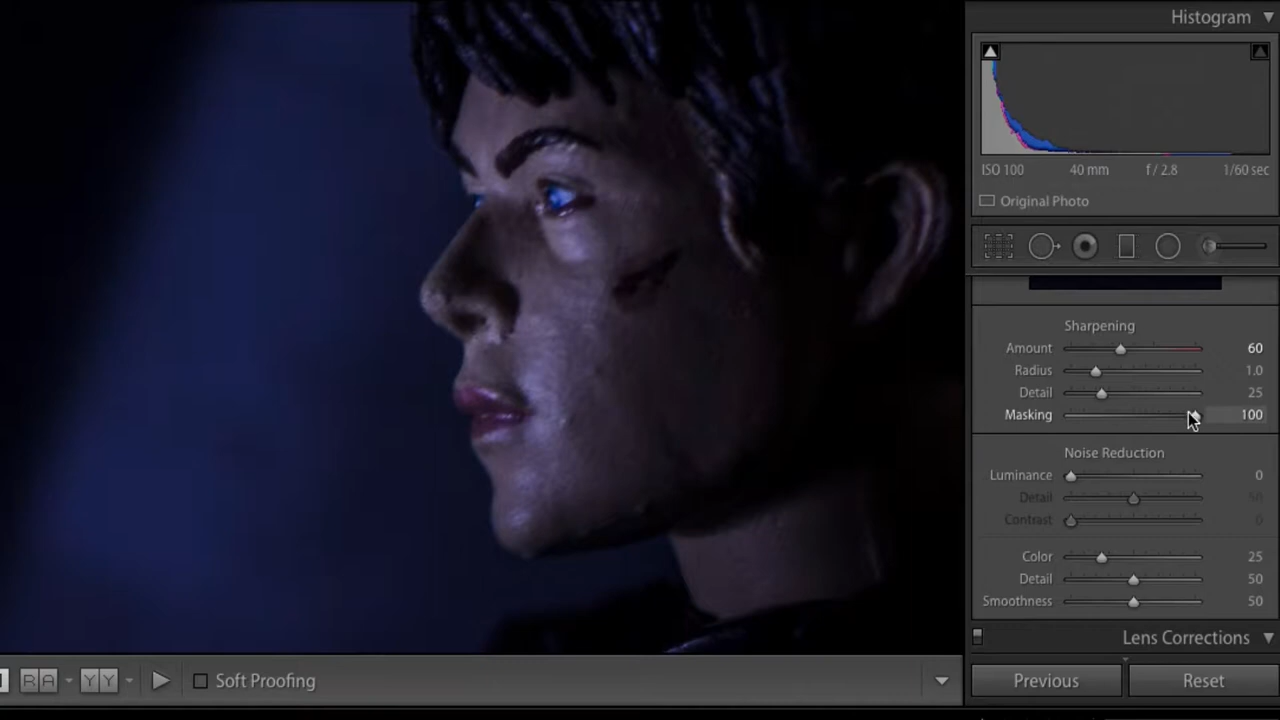 Histogram
ISO 100 40 mm f / 2.8 1/60 sec
Original Photo
Sharpening
Amount 60
Radius 1.0
Detail 25
Masking 100
Noise Reduction
Luminance 0
Detail 50
Contrast 0
Color 25
Detail 50
Smoothness 50
Lens Corrections
R A Y Y Soft Proofing
Previous Reset